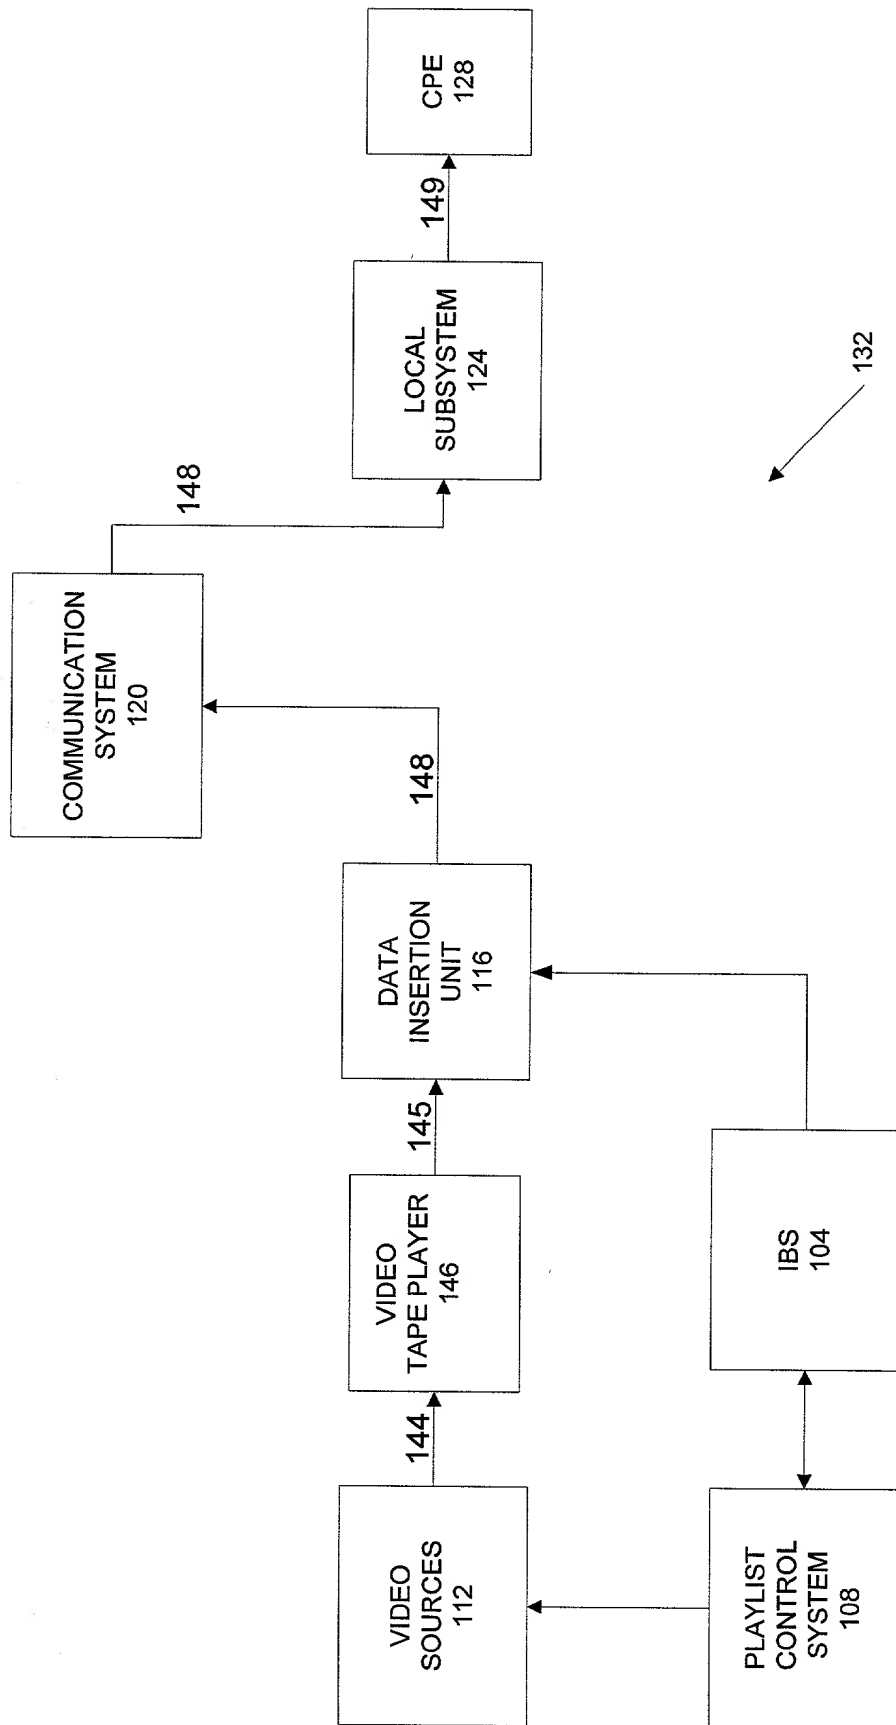 COMMUNICATION
SYSTEM
120
148
CPE
128
149
LOCAL
SUBSYSTEM
124
148
DATA
INSERTION
UNIT
116
145
VIDEO
TAPE PLAYER
146
144
VIDEO
SOURCES
112
132
IBS
104
PLAYLIST
CONTROL
SYSTEM
108